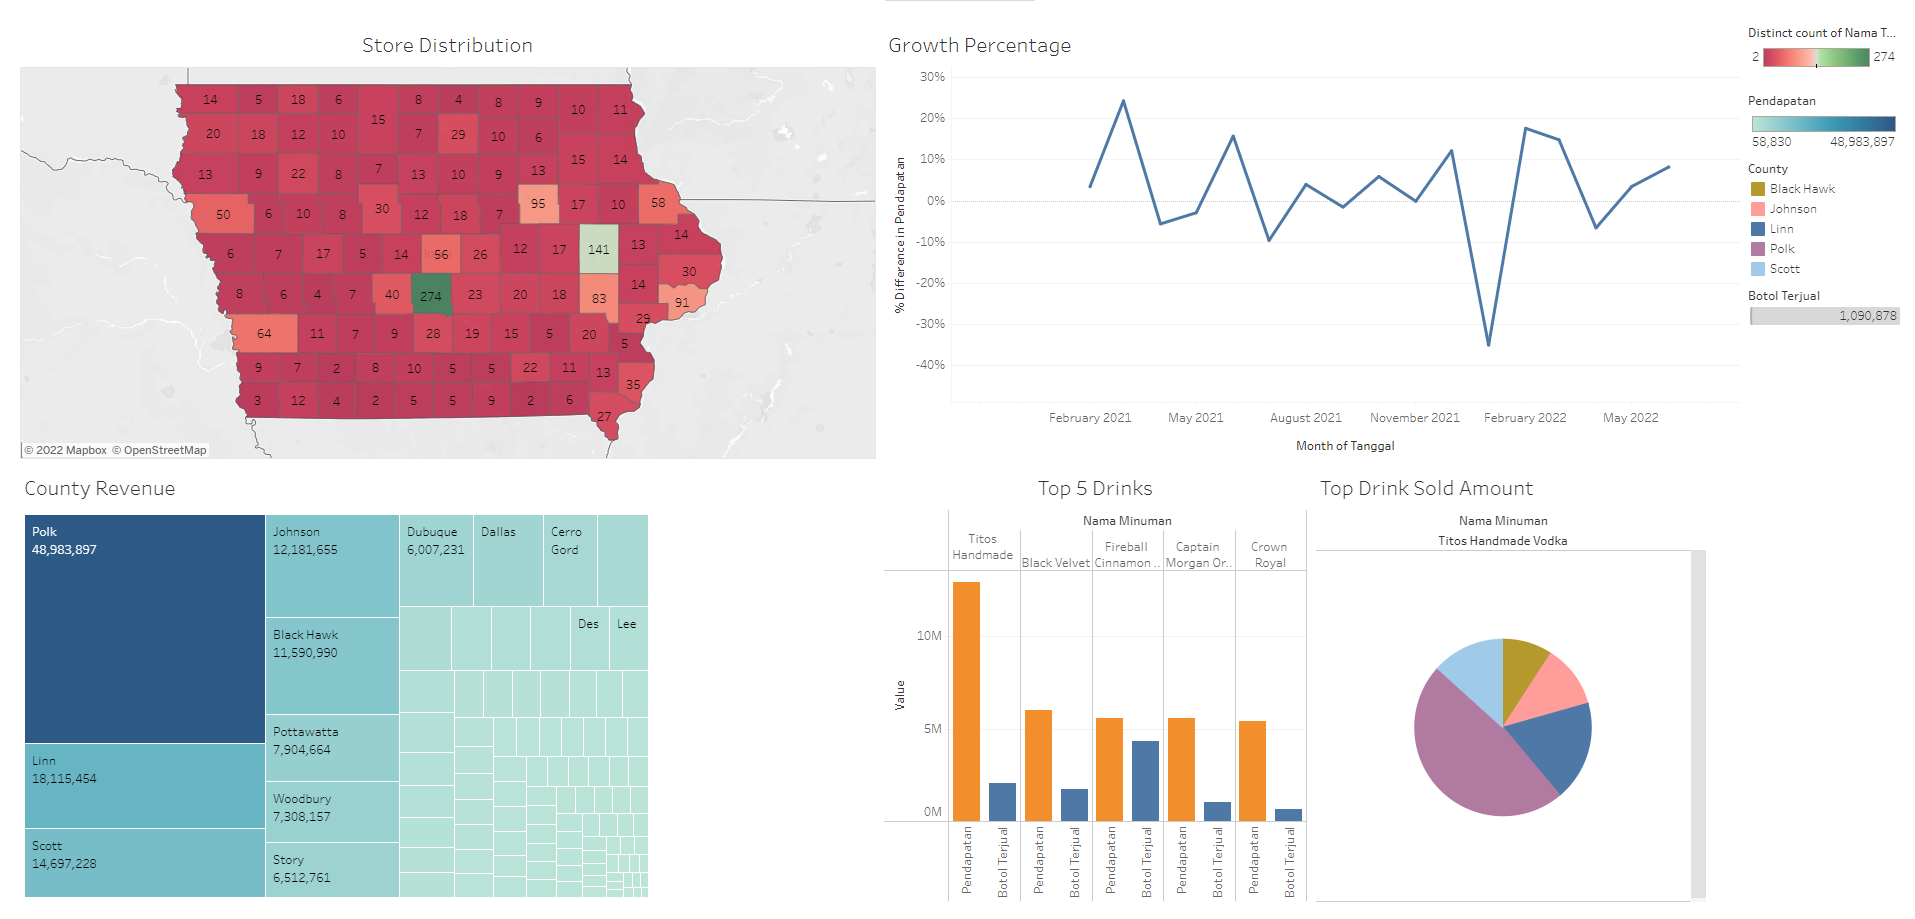 Store Distribution
14 5 18 6 15 8 4 8 9 10 11
20 18 12 10 7 29 10 6
13 9 22 8 7 13 10 9 13 15 14
50 6 10 8 30 12 18 7 95 17 10 58
6 7 17 5 14 56 26 12 17 141 13 14
8 6 4 7 40 274 23 20 18 83 14 30
91
64 11 7 9 28 19 15 5 20 29
5
9 7 2 8 10 5 5 22 11 13 35
3 12 4 2 5 5 9 2 6 27
© 2022 Mapbox © OpenStreetMap
Growth Percentage
% Difference in Pendapatan
30%
20%
10%
0%
-10%
-20%
-30%
-40%
February 2021 May 2021 August 2021 November 2021 February 2022 May 2022
Month of Tanggal
Distinct count of Nama T...
2 274
Pendapatan
58,830 48,983,897
County
Black Hawk
Johnson
Linn
Polk
Scott
Botol Terjual
1,090,878
County Revenue
Polk
48,983,897
Linn
18,115,454
Scott
14,697,228
Johnson
12,181,655
Black Hawk
11,590,990
Pottawatta
7,904,664
Woodbury
7,308,157
Story
6,512,761
Dubuque
6,007,231
Dallas
Cerro
Gord
Des
Lee
Top 5 Drinks
Nama Minuman
Titos
Handmade
Black Velvet
Fireball
Cinnamon ..
Captain
Morgan Or..
Crown
Royal
Value
10M
5M
0M
Pendapatan
Botol Terjual
Pendapatan
Botol Terjual
Pendapatan
Botol Terjual
Pendapatan
Botol Terjual
Pendapatan
Botol Terjual
Top Drink Sold Amount
Nama Minuman
Titos Handmade Vodka